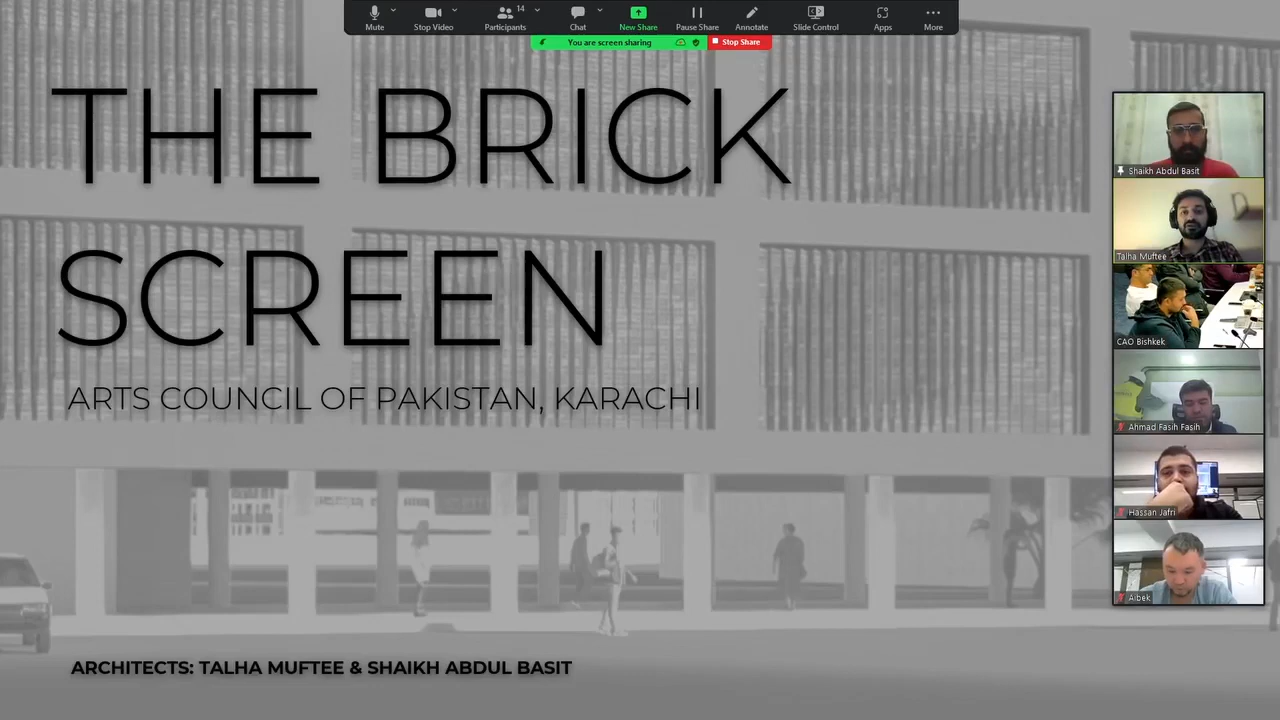 14
Mute
Stop Video
Participants
Chat
New Share
Pause Share
Annotate
Slide Control
Apps
More
You are screen sharing
Stop Share
THE BRICK
SCREEN
ARTS COUNCIL OF PAKISTAN, KARACHI
ARCHITECTS: TALHA MUFTEE & SHAIKH ABDUL BASIT
Shaikh Abdul Basit
Talha Muftee
CAO Bishkek
Ahmad Fasih Fasih
Hassan Jafri
Aibek